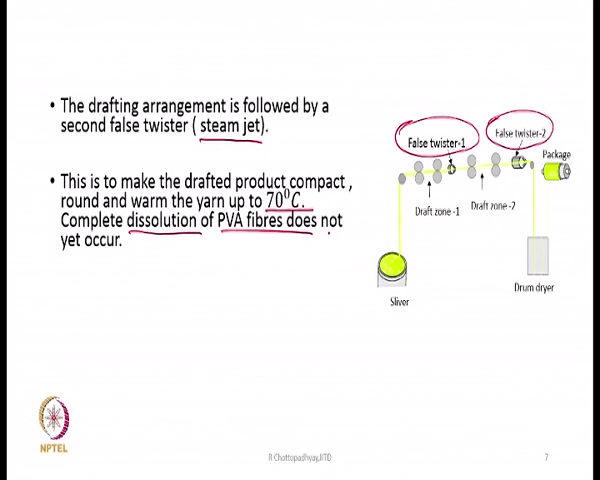 • The drafting arrangement is followed by a
second false twister ( steam jet).
• This is to make the drafted product compact ,
round and warm the yarn up to 70⁰C.
Complete dissolution of PVA fibres does not
yet occur.
False twister-1
False twister-2
Package
Draft zone -1
Draft zone -2
Sliver
Drum dryer
NPTEL
R Chattopadhyay,IITD
7